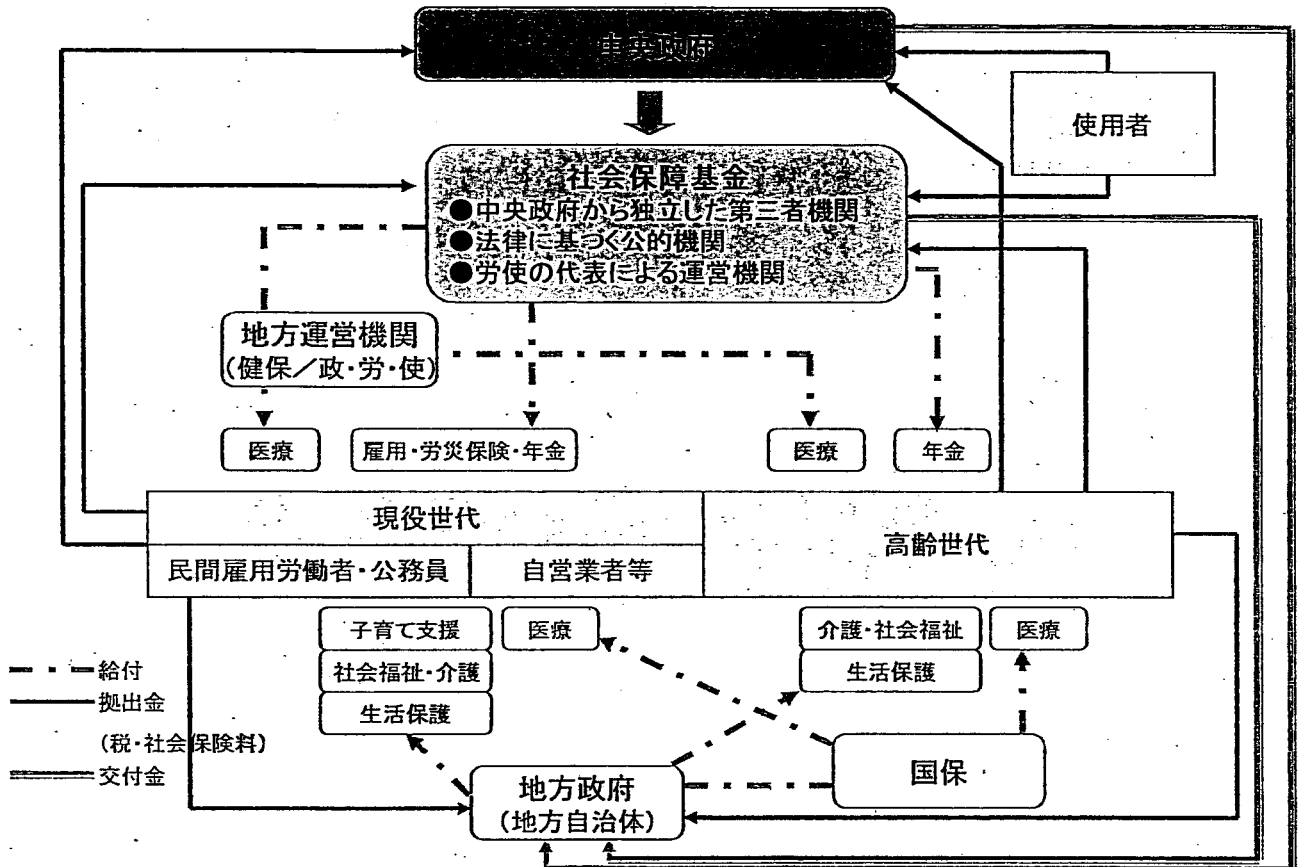 中央政府
使用者
社会保障基金
●中央政府から独立した第三者機関
●法律に基づく公的機関
●労使の代表による運営機関
地方運営機関
(健保／政・労・使)
医療
雇用・労災保険・年金
医療
年金
現役世代
高齢世代
民間雇用労働者・公務員
自営業者等
子育て支援
医療
介護・社会福祉
医療
社会福祉・介護
生活保護
生活保護
給付
拠出金
(税・社会保険料)
交付金
国保
地方政府
(地方自治体)